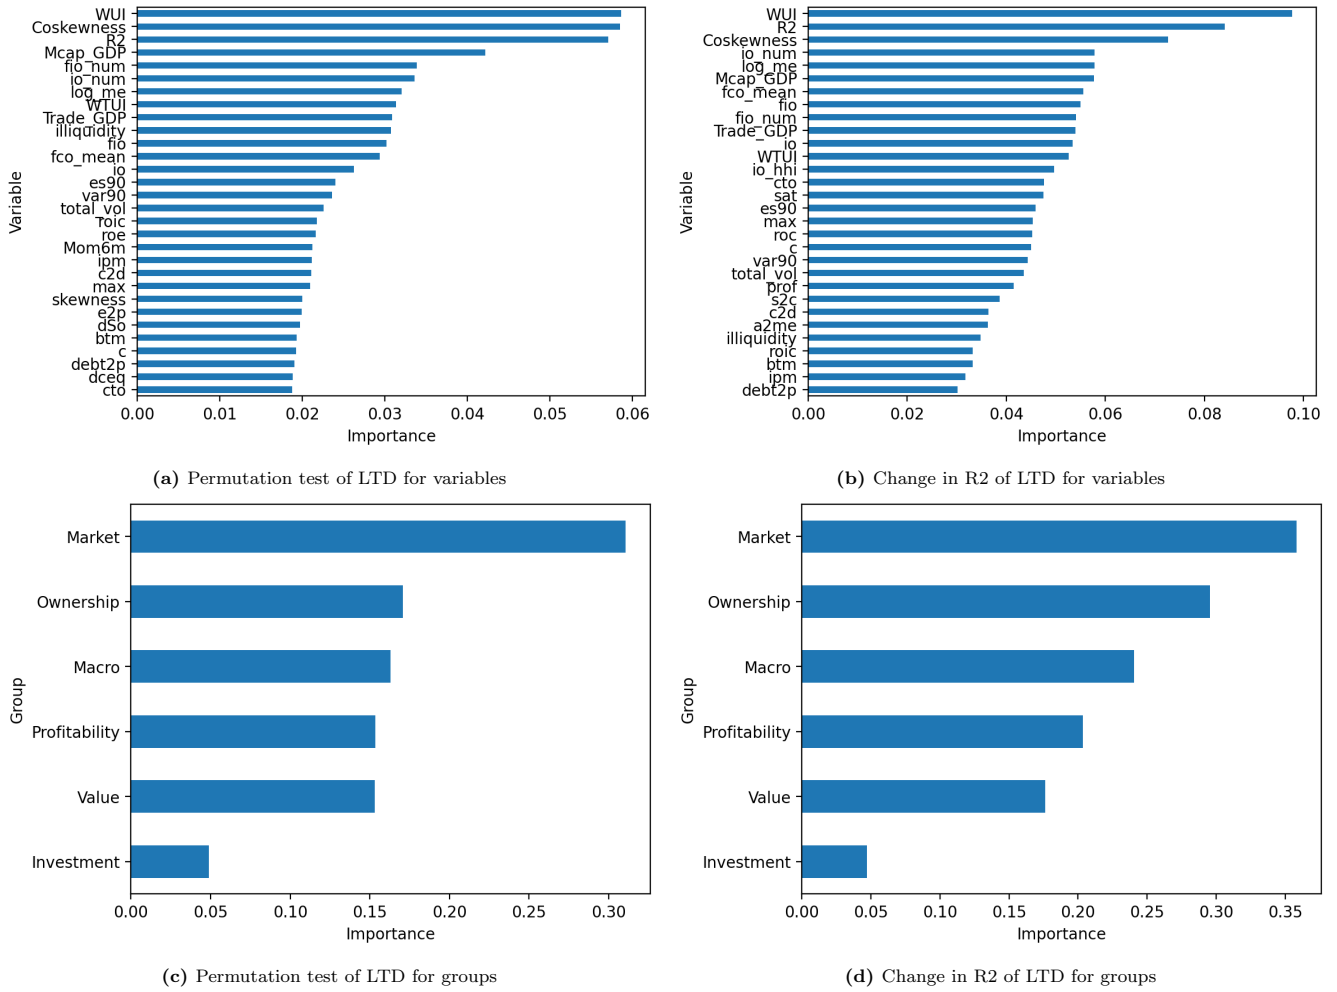 WUI
Coskewness
R2
Mcap_GDP
fio_num
io_num
log_me
WTUI
Trade_GDP
illiquidity
fio
fco_mean
io
es90
var90
total_vol
roic
roe
Mom6m
ipm
c2d
max
skewness
e2p
dSo
btm
c
debt2p
dceq
cto
Variable
0.00 0.01 0.02 0.03 0.04 0.05 0.06
Importance
(a) Permutation test of LTD for variables
WUI
R2
Coskewness
io_num
log_me
Mcap_GDP
fco_mean
fio
fio_num
Trade_GDP
io
WTUI
io_hhi
cto
sat
es90
max
roc
c
var90
total_vol
prof
s2c
c2d
a2me
illiquidity
roic
btm
ipm
debt2p
Variable
0.00 0.02 0.04 0.06 0.08 0.10
Importance
(b) Change in R2 of LTD for variables
Market
Ownership
Macro
Profitability
Value
Investment
Group
0.00 0.05 0.10 0.15 0.20 0.25 0.30
Importance
(c) Permutation test of LTD for groups
Market
Ownership
Macro
Profitability
Value
Investment
Group
0.00 0.05 0.10 0.15 0.20 0.25 0.30 0.35
Importance
(d) Change in R2 of LTD for groups